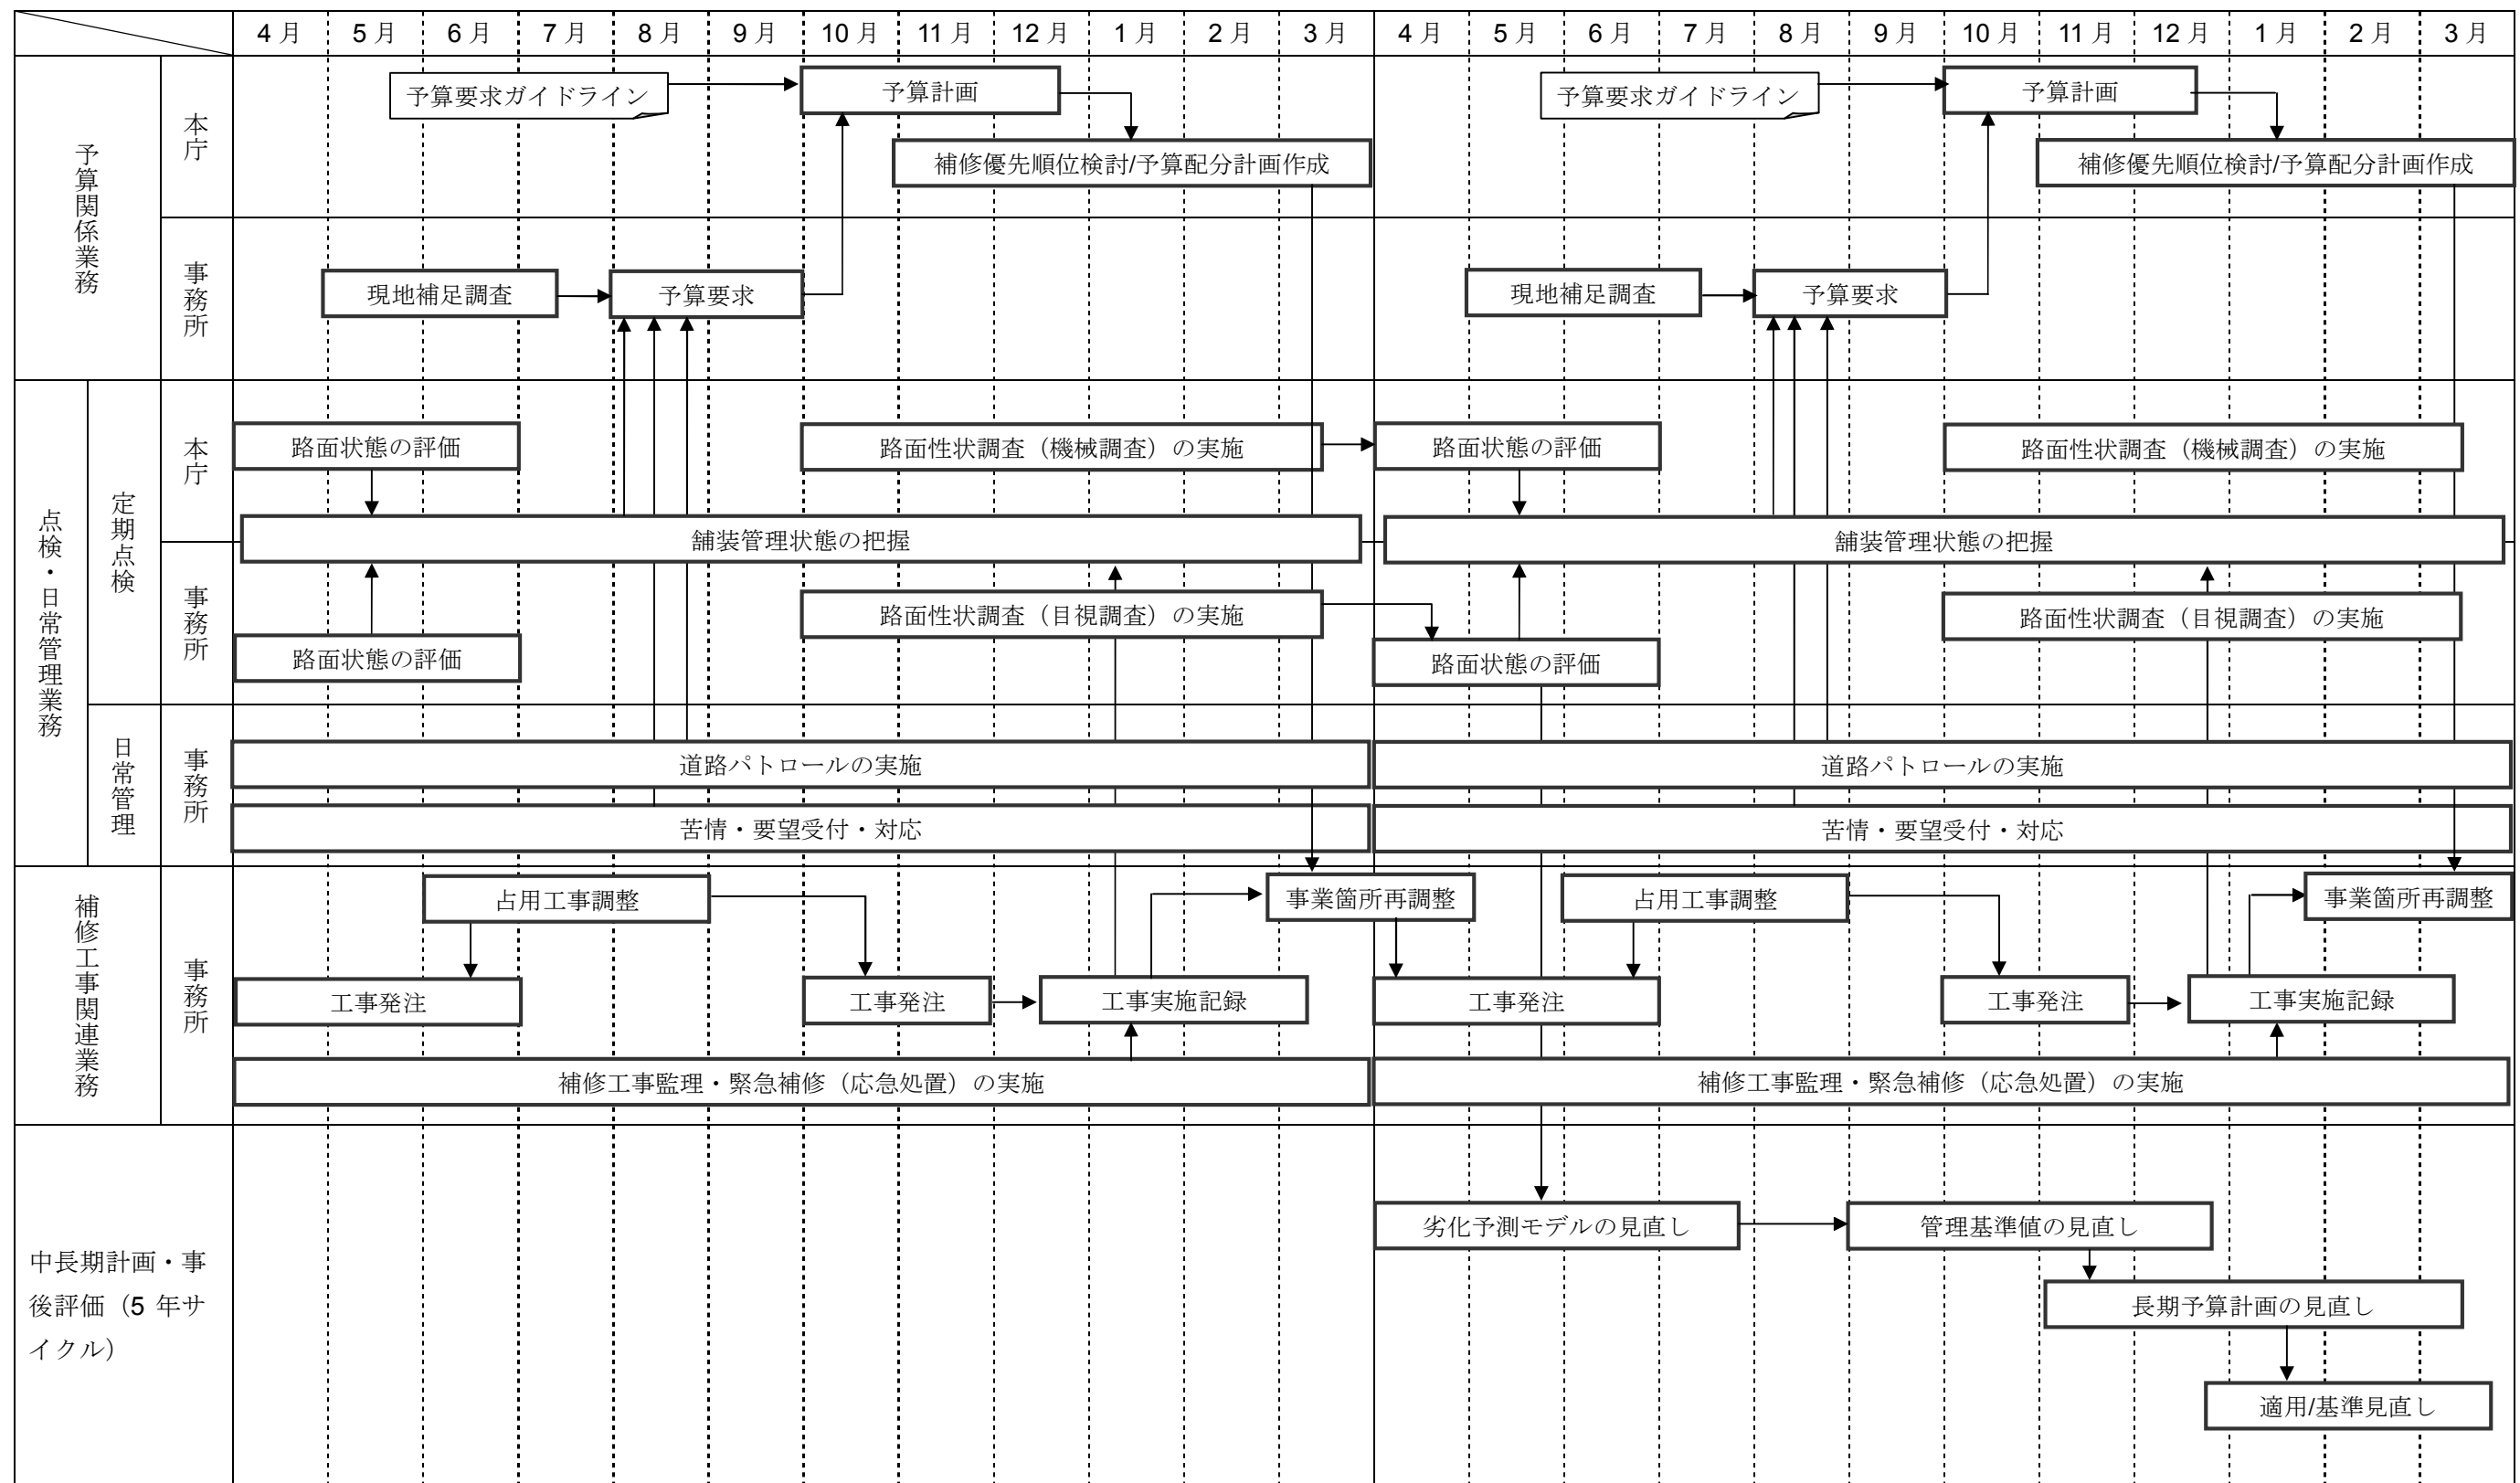 4月 5月 6月 7月 8月 9月 10月 11月 12月 1月 2月 3月 4月 5月 6月 7月 8月 9月 10月 11月 12月 1月 2月 3月
予算関係業務
本庁
予算要求ガイドライン
予算計画
予算要求ガイドライン
予算計画
補修優先順位検討/予算配分計画作成
補修優先順位検討/予算配分計画作成
事務所
現地補足調査
予算要求
現地補足調査
予算要求
点検・日常管理業務
定期点検
本庁
路面状態の評価
路面性状調査（機械調査）の実施
路面状態の評価
路面性状調査（機械調査）の実施
舗装管理状態の把握
舗装管理状態の把握
事務所
路面性状調査（目視調査）の実施
路面性状調査（目視調査）の実施
路面状態の評価
路面状態の評価
日常管理
事務所
道路パトロールの実施
道路パトロールの実施
苦情・要望受付・対応
苦情・要望受付・対応
補修工事関連業務
事務所
占用工事調整
事業箇所再調整
占用工事調整
事業箇所再調整
工事発注
工事発注
工事実施記録
工事発注
工事発注
工事実施記録
補修工事監理・緊急補修（応急処置）の実施
補修工事監理・緊急補修（応急処置）の実施
中長期計画・事
後評価（5 年サ
イクル）
劣化予測モデルの見直し
管理基準値の見直し
長期予算計画の見直し
適用/基準見直し